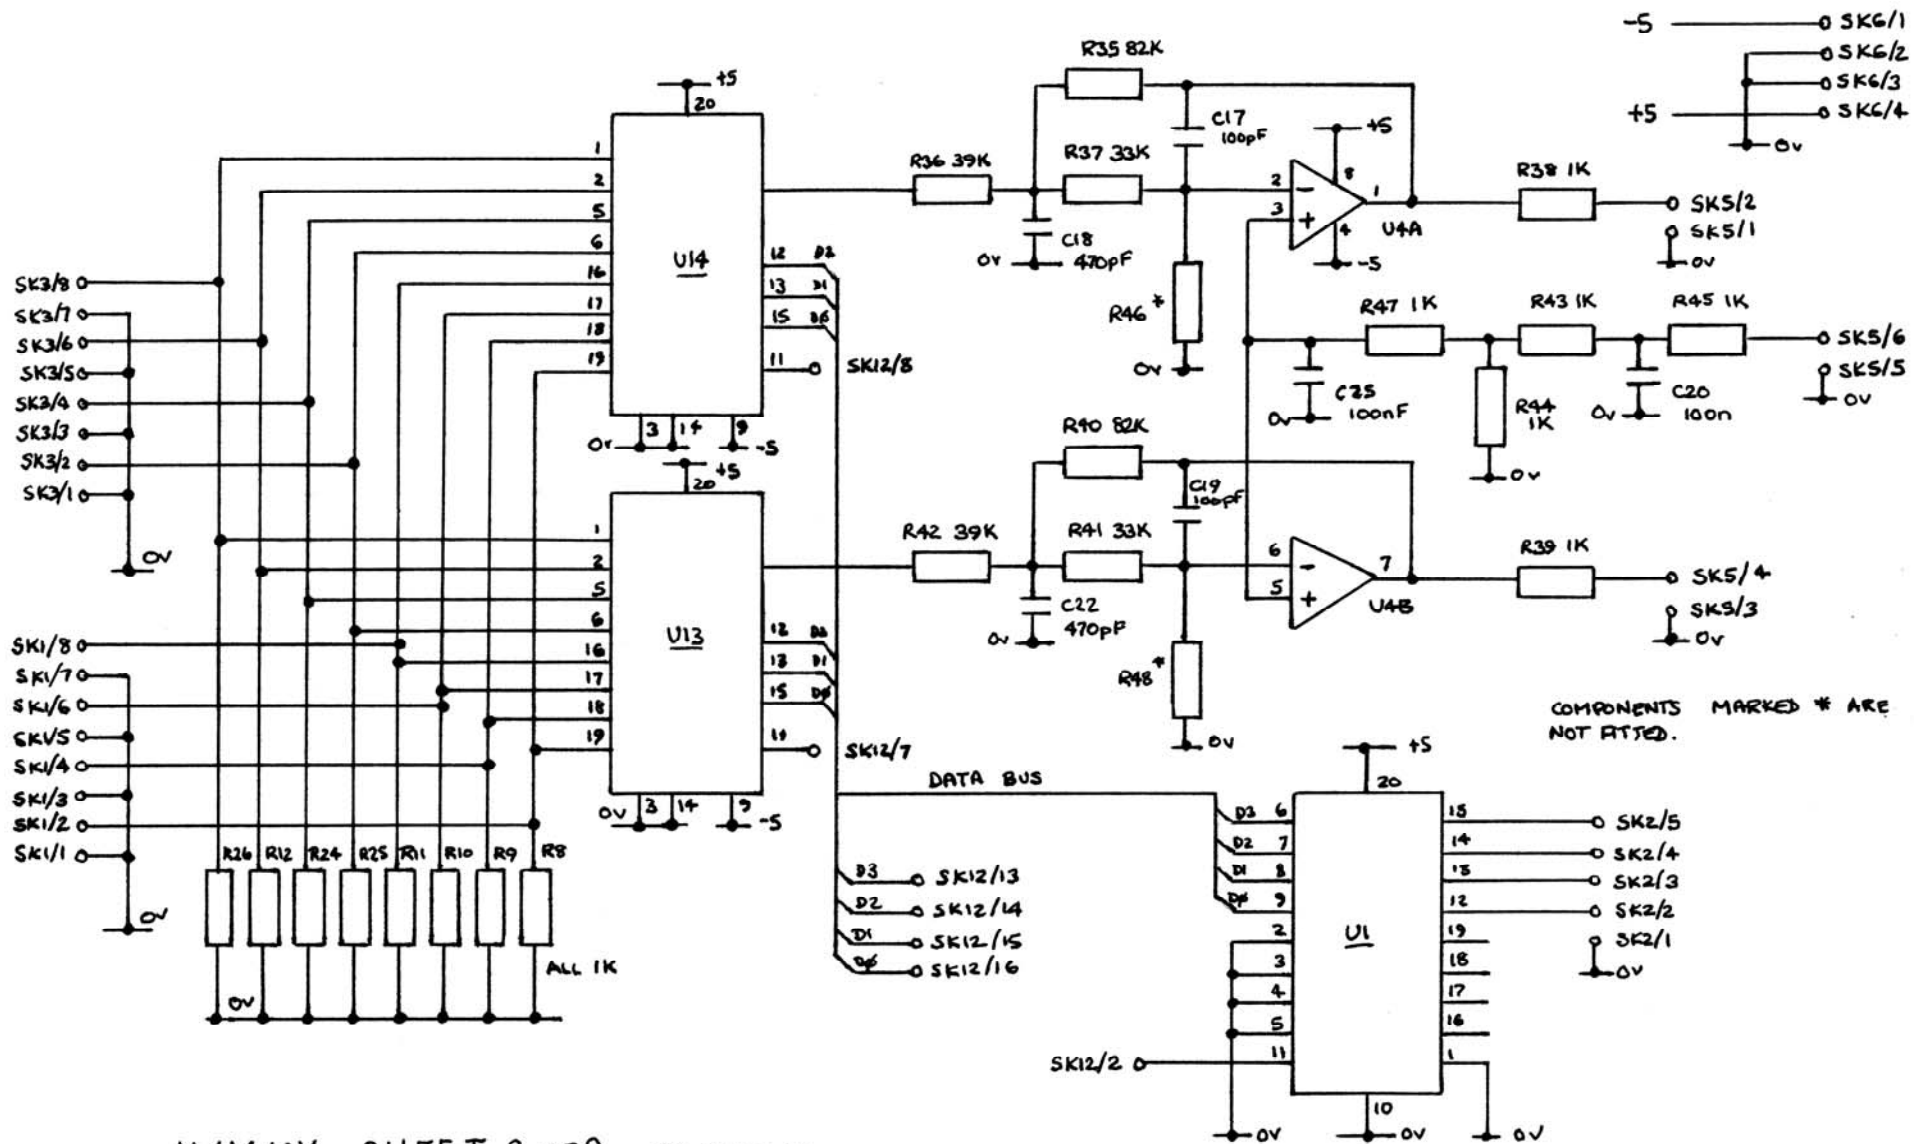 -5 SK6/1
SK6/2
SK6/3
+5 SK6/4
0v
R35 82K
C17
100pF
+5
+5
20
1
2
5
6
16
17
18
19
U14
12 D2
13 D1
15 DØ
11 SK12/8
3 14 9
0v -5
R36 39K
R37 33K
C18
470pF
0v
2 -
3 +
8
1
4
U4A
-5
R38 1K
SK5/2
SK5/1
0v
R46 *
0v
R47 1K
R43 1K
R45 1K
SK5/6
SK5/5
0v
C25
100nF
0v
R44
1K
0v
C20
100n
0v
SK3/8
SK3/7
SK3/6
SK3/5
SK3/4
SK3/3
SK3/2
SK3/1
0v
+5
20
1
2
5
6
16
17
18
19
U13
12 D2
13 D1
15 DØ
11 SK12/7
3 14 9
0v -5
R40 82K
C19
100pF
R42 39K
R41 33K
C22
470pF
0v
6 -
5 +
7
U4B
R39 1K
SK5/4
SK5/3
0v
R48 *
0v
COMPONENTS MARKED * ARE
NOT FITTED.
SK1/8
SK1/7
SK1/6
SK1/5
SK1/4
SK1/3
SK1/2
SK1/1
0v
R26 R12 R24 R25 R11 R10 R9 R8
ALL 1K
0v
DATA BUS
D3 SK12/13
D2 SK12/14
D1 SK12/15
DØ SK12/16
+5
20
D3 6
D2 7
D1 8
DØ 9
2
3
4
5
11
SK12/2
U1
15 SK2/5
14 SK2/4
13 SK2/3
12 SK2/2
19 SK2/1
18 0v
17
16
1
10
0v 0v 0v